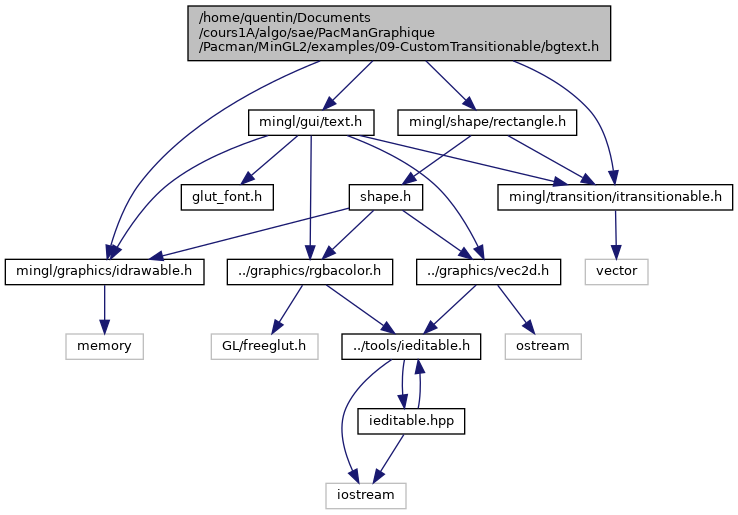 /home/quentin/Documents
/cours1A/algo/sae/PacManGraphique
/Pacman/MinGL2/examples/09-CustomTransitionable/bgtext.h
mingl/gui/text.h
mingl/shape/rectangle.h
glut_font.h
shape.h
mingl/transition/itransitionable.h
mingl/graphics/idrawable.h
../graphics/rgbacolor.h
../graphics/vec2d.h
vector
memory
GL/freeglut.h
../tools/ieditable.h
ostream
ieditable.hpp
iostream